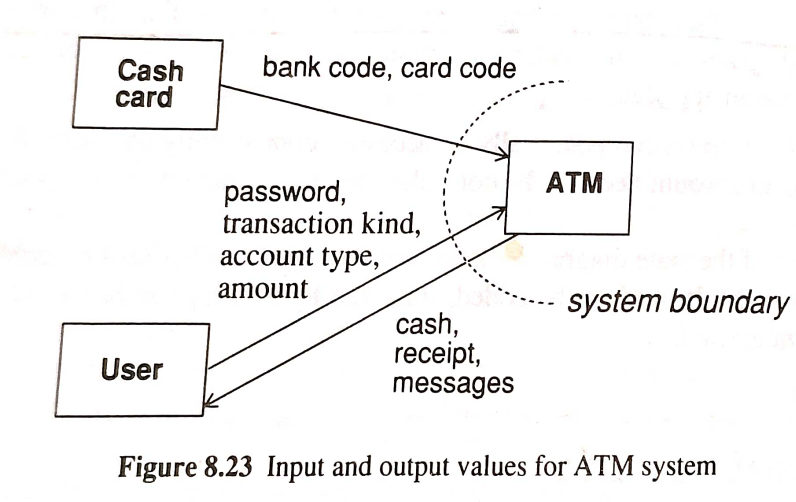 Cash
card
bank code, card code
ATM
password,
transaction kind,
account type,
amount
system boundary
cash,
receipt,
messages
User
Figure 8.23 Input and output values for ATM system